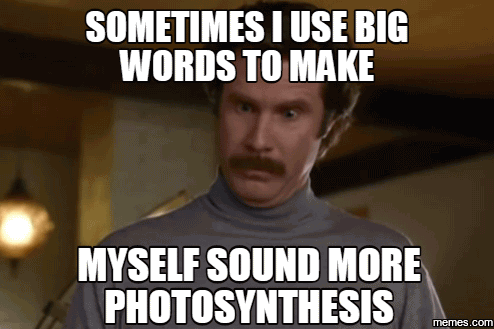 SOMETIMES I USE BIG
WORDS TO MAKE
MYSELF SOUND MORE
PHOTOSYNTHESIS
memes.com